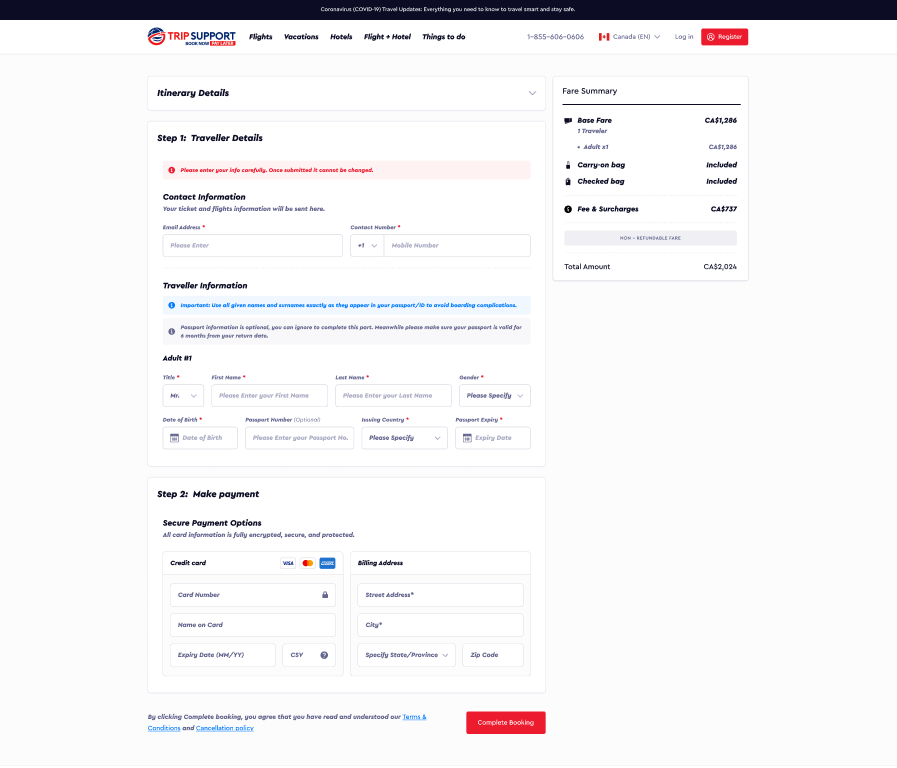 Coronavirus (COVID-19) Travel Updates: Everything you need to know to travel smart and stay safe.
TRIP SUPPORT
BOOK NOW PAY LATER
Flights Vacations Hotels Flight + Hotel Things to do
1-855-606-0606 Canada (EN) Log in Register
Itinerary Details
Step 1: Traveller Details
Please enter your info carefully. Once submitted it cannot be changed.
Contact Information
Your ticket and flights information will be sent here.
Email Address * Contact Number *
Please Enter +1 Mobile Number
Traveller Information
Important: Use all given names and surnames exactly as they appear in your passport/ID to avoid boarding complications.
Passport information is optional, you can ignore to complete this part. Meanwhile please make sure your passport is valid for
6 months from your return date.
Adult #1
Title * First Name * Last Name * Gender *
Mr. Please Enter your First Name Please Enter your Last Name Please Specify
Date of Birth * Passport Number (Optional) Issuing Country * Passport Expiry *
Date of Birth Please Enter your Passport No. Please Specify Expiry Date
Step 2: Make payment
Secure Payment Options
All card information is fully encrypted, secure, and protected.
Credit card VISA
Card Number
Name on Card
Expiry Date (MM/YY) CSV
Billing Address
Street Address*
City*
Specify State/Province Zip Code
By clicking Complete booking, you agree that you have read and understood our Terms &
Conditions and Cancellation policy
Complete Booking
Fare Summary
Base Fare CA$1,286
1 Traveler
• Adult x1 CA$1,286
Carry-on bag Included
Checked bag Included
Fee & Surcharges CA$737
NON - REFUNDABLE FARE
Total Amount CA$2,024